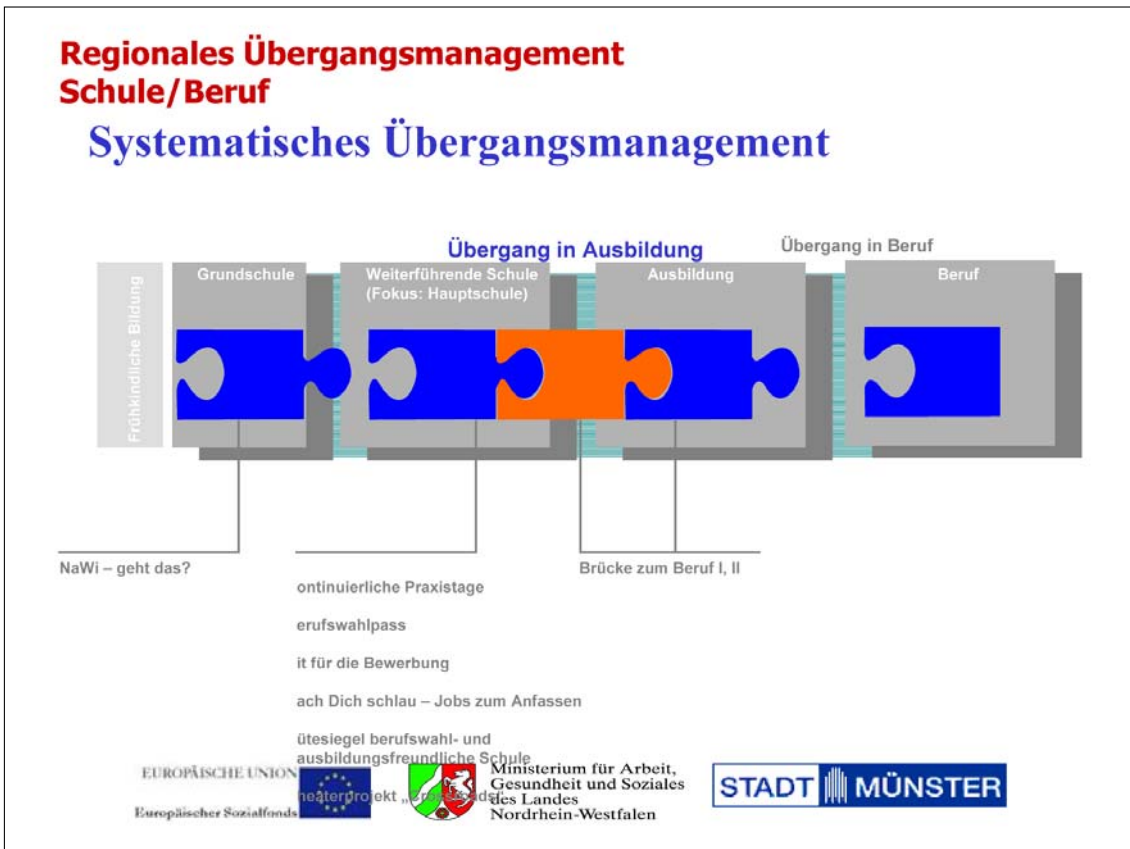 Regionales Übergangsmanagement
Schule/Beruf
Systematisches Übergangsmanagement
Übergang in Ausbildung
Übergang in Beruf
Frühkindliche Bildung
Grundschule
Weiterführende Schule
(Fokus: Hauptschule)
Ausbildung
Beruf
NaWi – geht das?
ontinuierliche Praxistage
erufswahlpass
it für die Bewerbung
ach Dich schlau – Jobs zum Anfassen
ütesiegel berufswahl- und
ausbildungsfreundliche Schule
heaterprojekt
Brücke zum Beruf I, II
EUROPÄISCHE UNION
Europäischer Sozialfonds
Ministerium für Arbeit,
Gesundheit und Soziales
des Landes
Nordrhein-Westfalen
STADT MÜNSTER